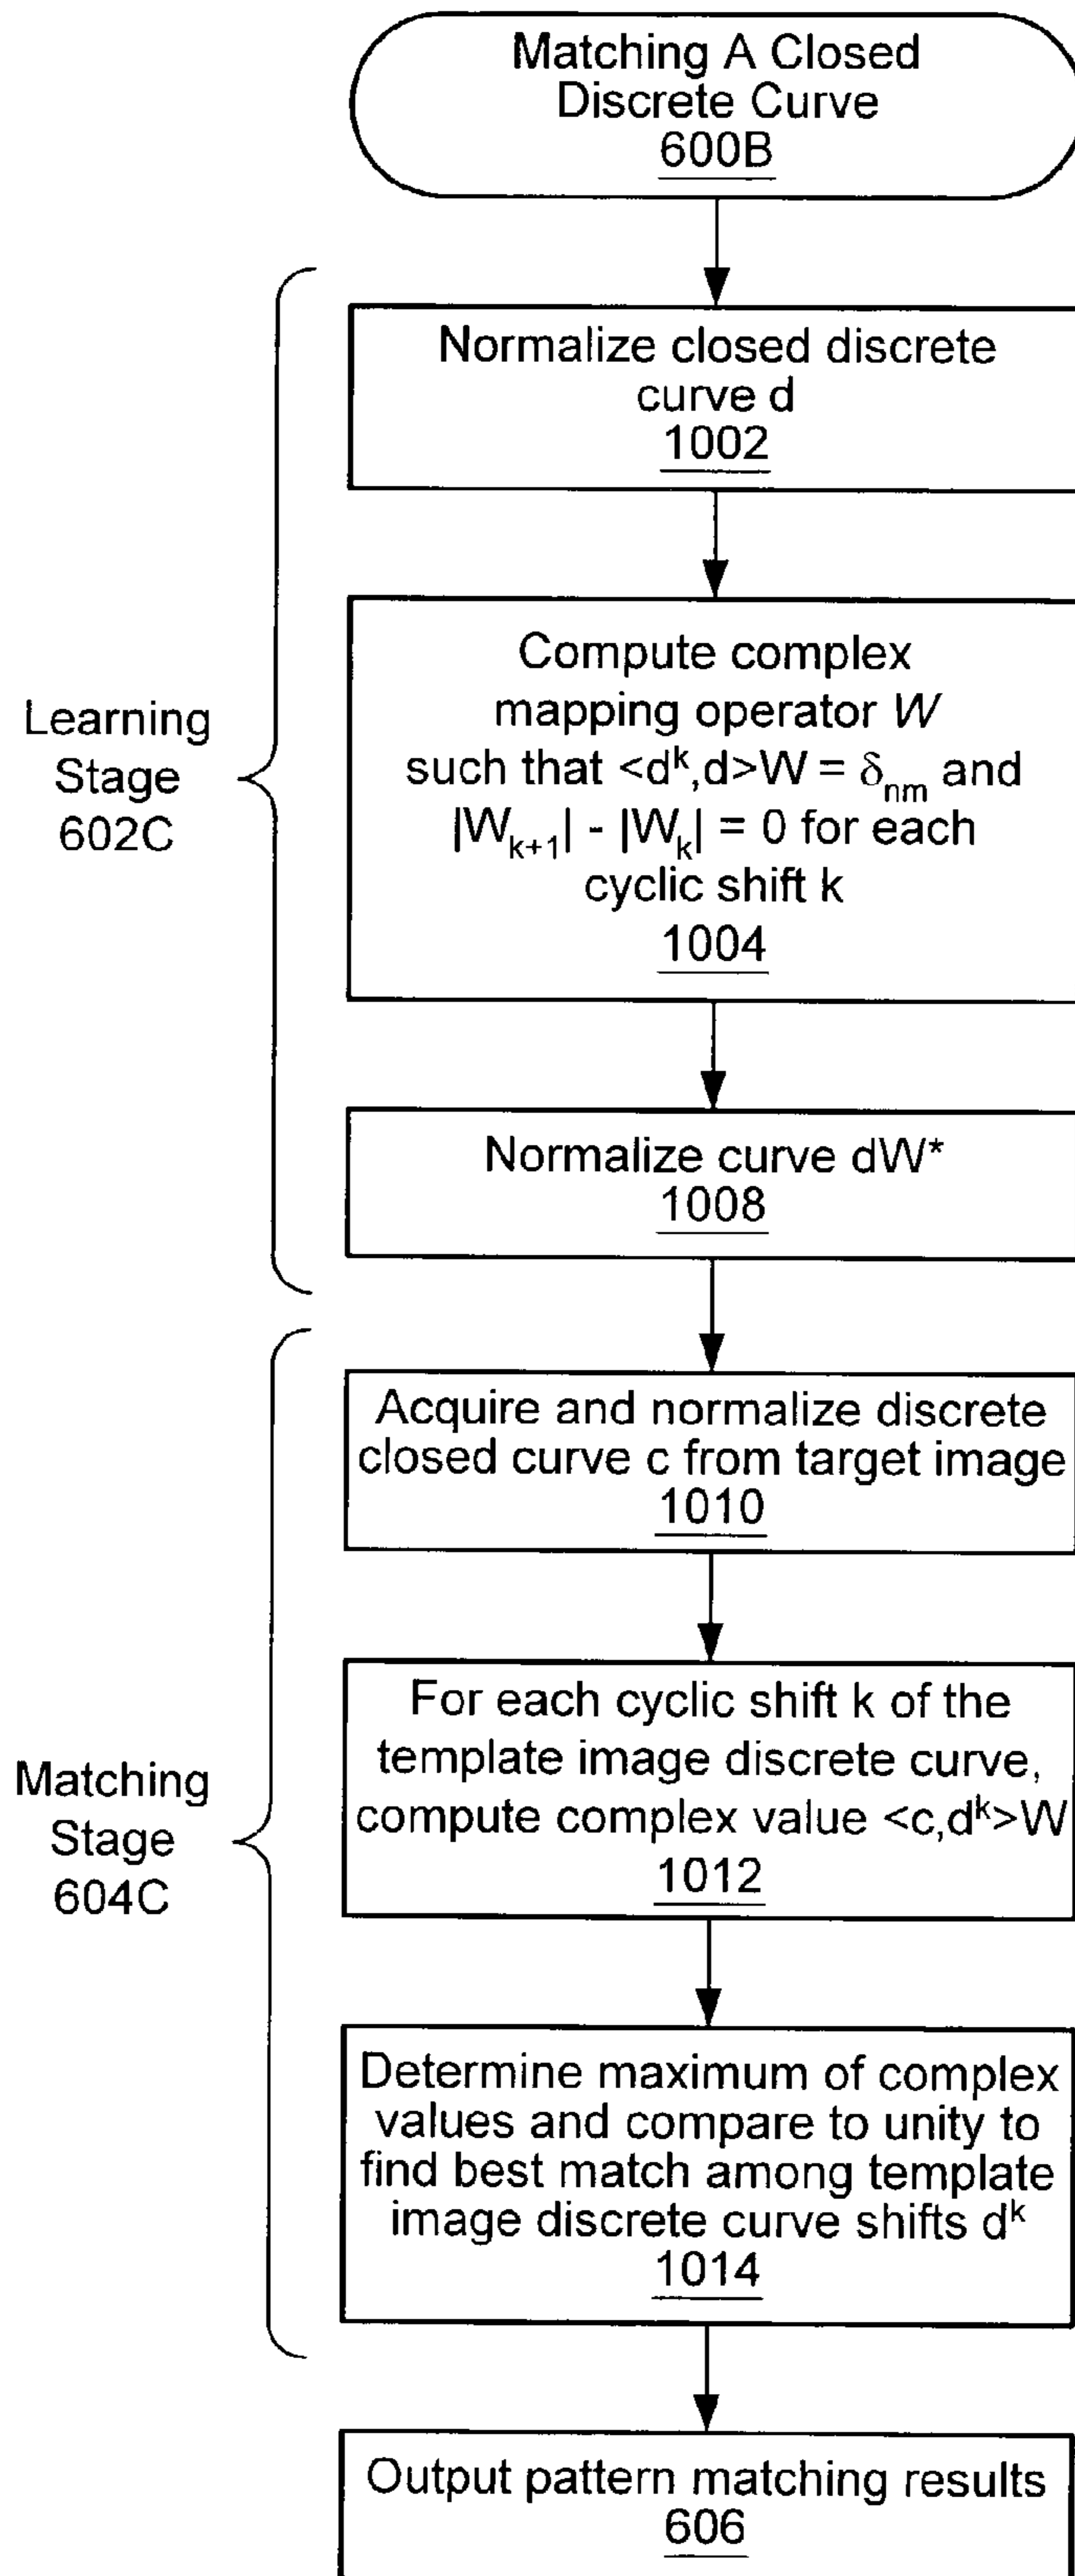 Matching A Closed
Discrete Curve
600B
Normalize closed discrete
curve d
1002
Compute complex
mapping operator W
such that <d^k,d>W = δ_nm and
|W_k+1| - |W_k| = 0 for each
cyclic shift k
1004
Normalize curve dW*
1008
Learning
Stage
602C
Acquire and normalize discrete
closed curve c from target image
1010
For each cyclic shift k of the
template image discrete curve,
compute complex value <c,d^k>W
1012
Determine maximum of complex
values and compare to unity to
find best match among template
image discrete curve shifts d^k
1014
Matching
Stage
604C
Output pattern matching results
606